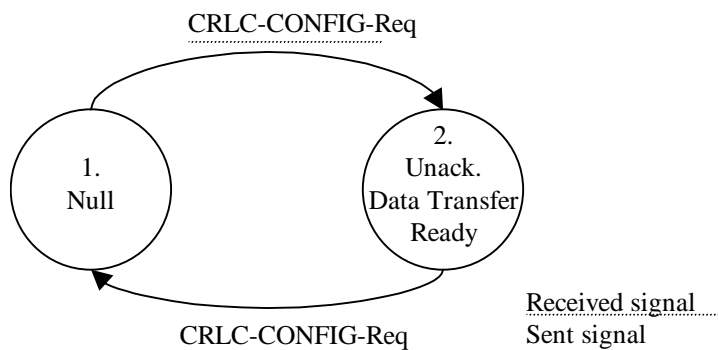 CRLC-CONFIG-Req
1.
Null
2.
Unack.
Data Transfer
Ready
CRLC-CONFIG-Req
Received signal
Sent signal